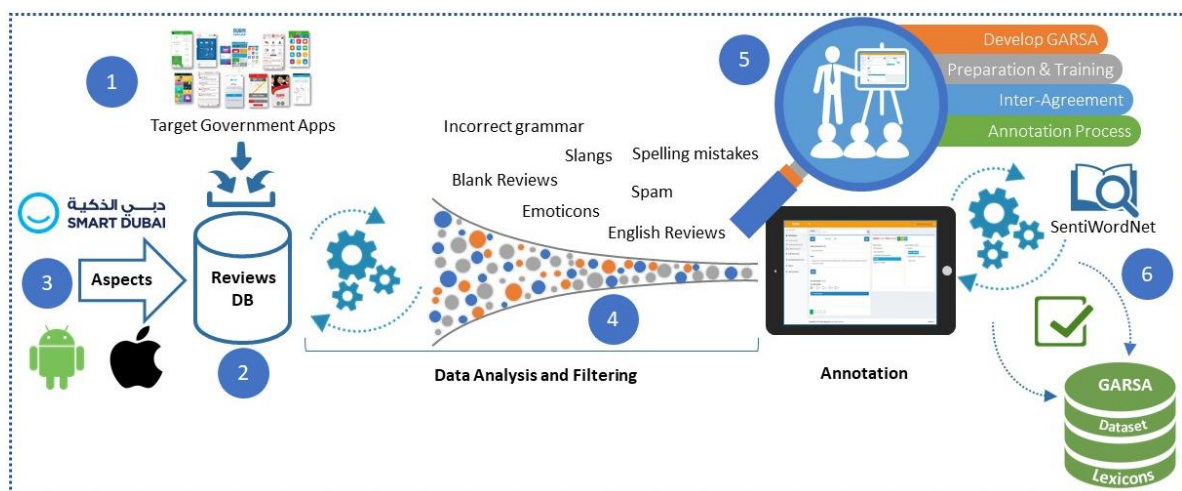 1
Target Government Apps
دبي الذكية
SMART DUBAI
3
Aspects
Reviews
DB
2
Incorrect grammar
Slangs
Spelling mistakes
Blank Reviews
Spam
Emoticons
English Reviews
4
Data Analysis and Filtering
5
Develop GARSA
Preparation & Training
Inter-Agreement
Annotation Process
Annotation
SentiWordNet
6
GARSA
Dataset
Lexicons